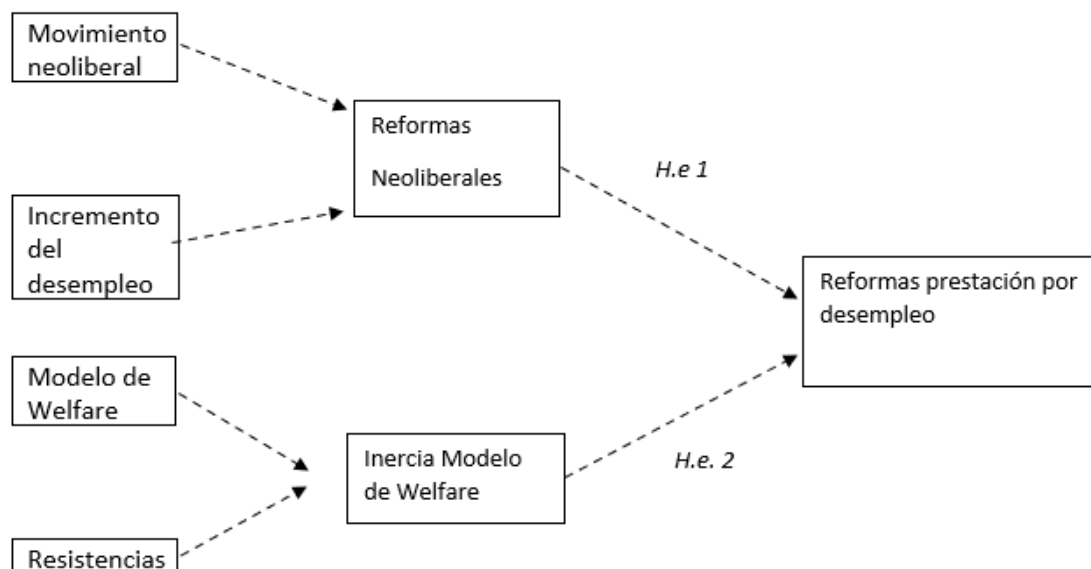 Movimiento
neoliberal
Reformas
Neoliberales
H.e 1
Incremento
del
desempleo
Reformas prestación por
desempleo
Modelo de
Welfare
Inercia Modelo
de Welfare
H.e. 2
Resistencias